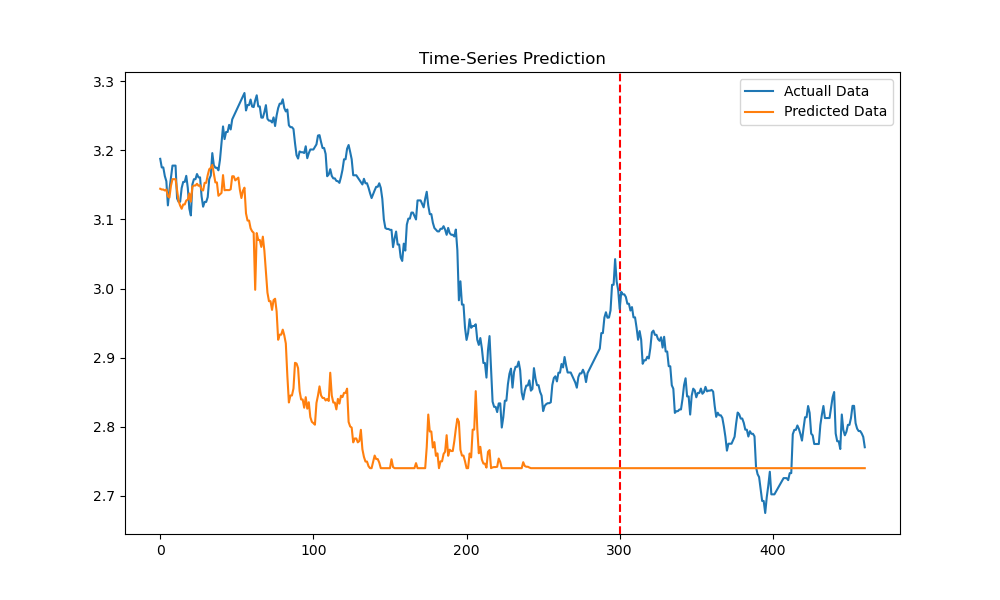 Time-Series Prediction
Actuall Data
Predicted Data
3.3
3.2
3.1
3.0
2.9
2.8
2.7
0 100 200 300 400